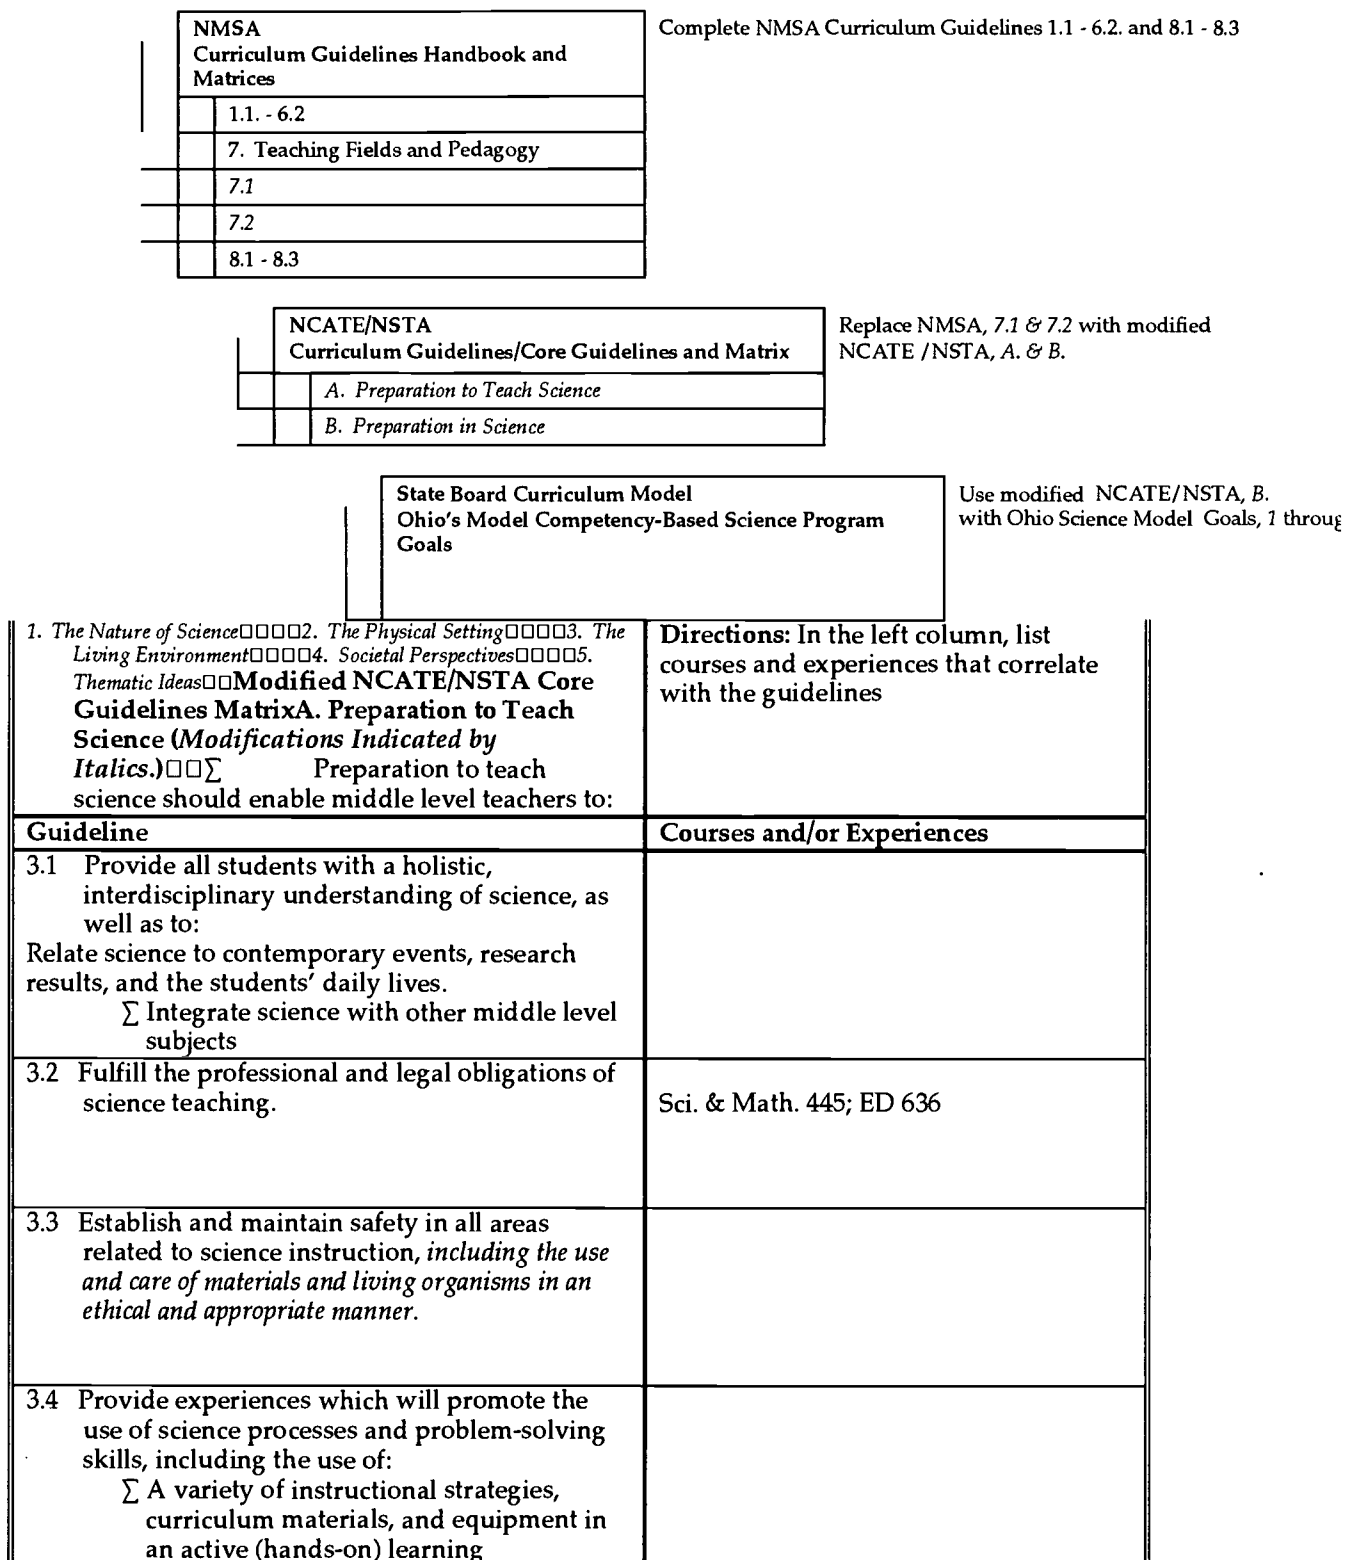 NMSA
Curriculum Guidelines Handbook and
Matrices
Complete NMSA Curriculum Guidelines 1.1 - 6.2. and 8.1 - 8.3
1.1. - 6.2
7. Teaching Fields and Pedagogy
7.1
7.2
8.1 - 8.3
NCATE/NSTA
Curriculum Guidelines/Core Guidelines and Matrix
Replace NMSA, 7.1 & 7.2 with modified
NCATE /NSTA, A. & B.
A. Preparation to Teach Science
B. Preparation in Science
State Board Curriculum Model
Ohio's Model Competency-Based Science Program
Goals
Use modified NCATE/NSTA, B.
with Ohio Science Model Goals, 1 throug
1. The Nature of Science□□□□2. The Physical Setting□□□□3. The
Living Environment□□□□4. Societal Perspectives□□□□5.
Thematic Ideas□□Modified NCATE/NSTA Core
Guidelines MatrixA. Preparation to Teach
Science (Modifications Indicated by
Italics.)□□∑ Preparation to teach
science should enable middle level teachers to:
Directions: In the left column, list
courses and experiences that correlate
with the guidelines
Guideline
Courses and/or Experiences
3.1 Provide all students with a holistic,
interdisciplinary understanding of science, as
well as to:
Relate science to contemporary events, research
results, and the students' daily lives.
∑ Integrate science with other middle level
subjects
3.2 Fulfill the professional and legal obligations of
science teaching.
Sci. & Math. 445; ED 636
3.3 Establish and maintain safety in all areas
related to science instruction, including the use
and care of materials and living organisms in an
ethical and appropriate manner.
3.4 Provide experiences which will promote the
use of science processes and problem-solving
skills, including the use of:
∑ A variety of instructional strategies,
curriculum materials, and equipment in
an active (hands-on) learning